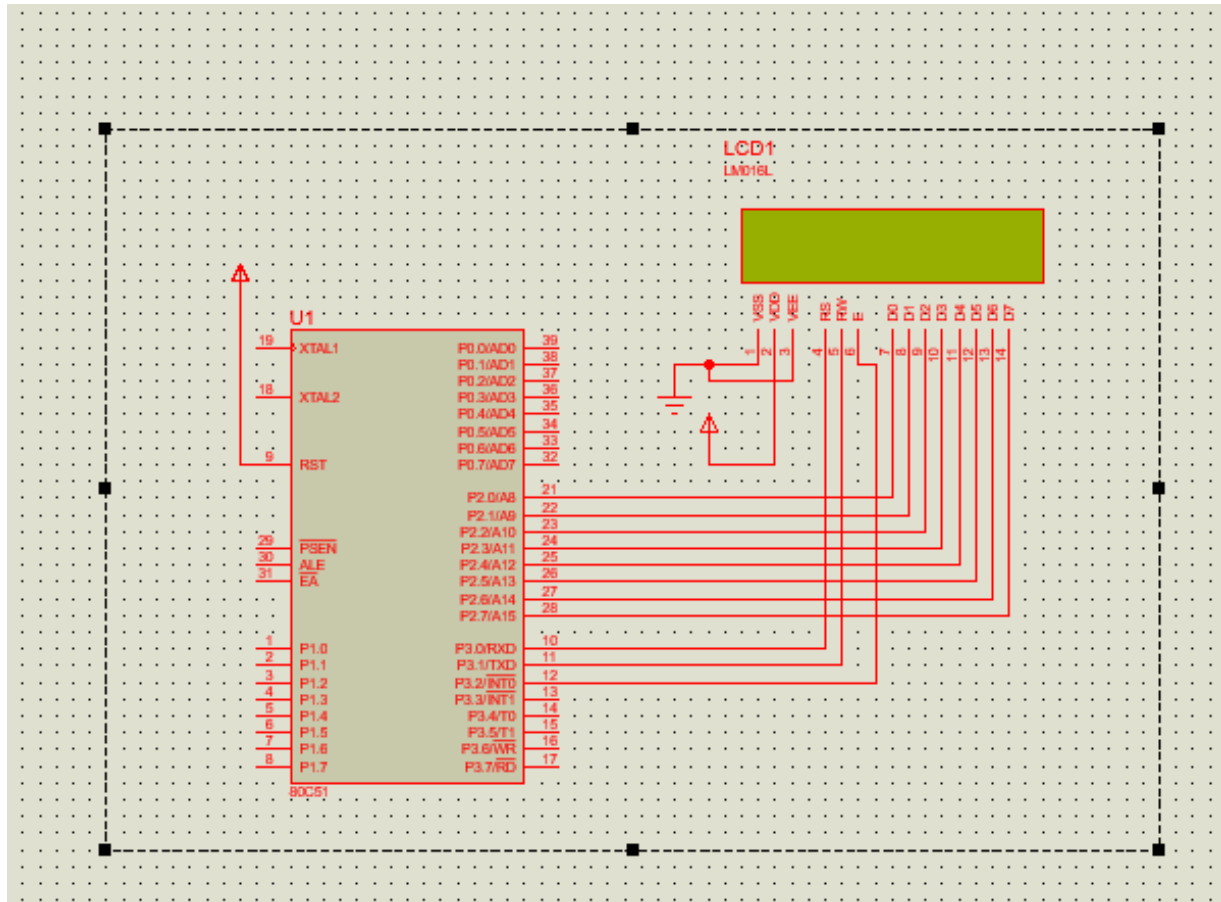 LCD1
LM016L
VSS VDD VEE RS RW E D0 D1 D2 D3 D4 D5 D6 D7
1 2 3 4 5 6 7 8 9 10 11 12 13 14
U1
19 XTAL1 P0.0/AD0 39
P0.1/AD1 38
P0.2/AD2 37
18 XTAL2 P0.3/AD3 36
P0.4/AD4 35
P0.5/AD5 34
P0.6/AD6 33
9 RST P0.7/AD7 32
P2.0/A8 21
P2.1/A9 22
P2.2/A10 23
29 PSEN P2.3/A11 24
30 ALE P2.4/A12 25
31 EA P2.5/A13 26
P2.6/A14 27
P2.7/A15 28
1 P1.0 P3.0/RXD 10
2 P1.1 P3.1/TXD 11
3 P1.2 P3.2/INT0 12
4 P1.3 P3.3/INT1 13
5 P1.4 P3.4/T0 14
6 P1.5 P3.5/T1 15
7 P1.6 P3.6/WR 16
8 P1.7 P3.7/RD 17
80C51